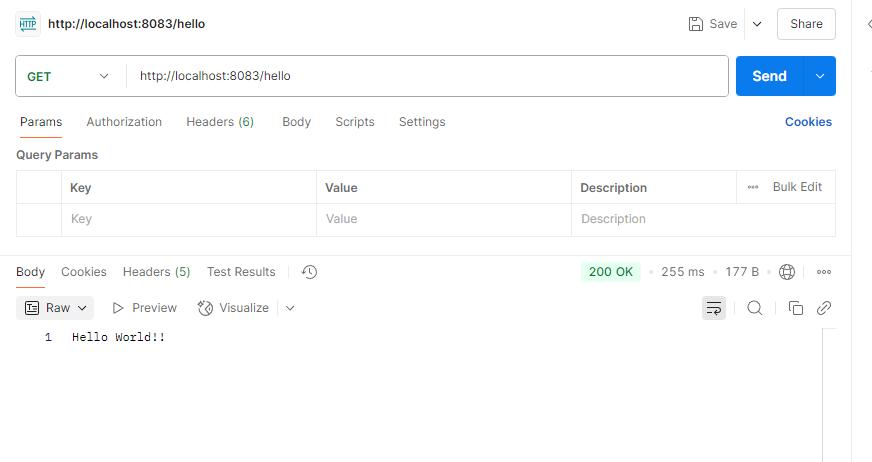 HTTP http://localhost:8083/hello Save Share
GET http://localhost:8083/hello Send
Params Authorization Headers (6) Body Scripts Settings Cookies
Query Params
Key Value Description Bulk Edit
Key Value Description
Body Cookies Headers (5) Test Results 200 OK • 255 ms • 177 B •
Raw Preview Visualize
1 Hello World!!